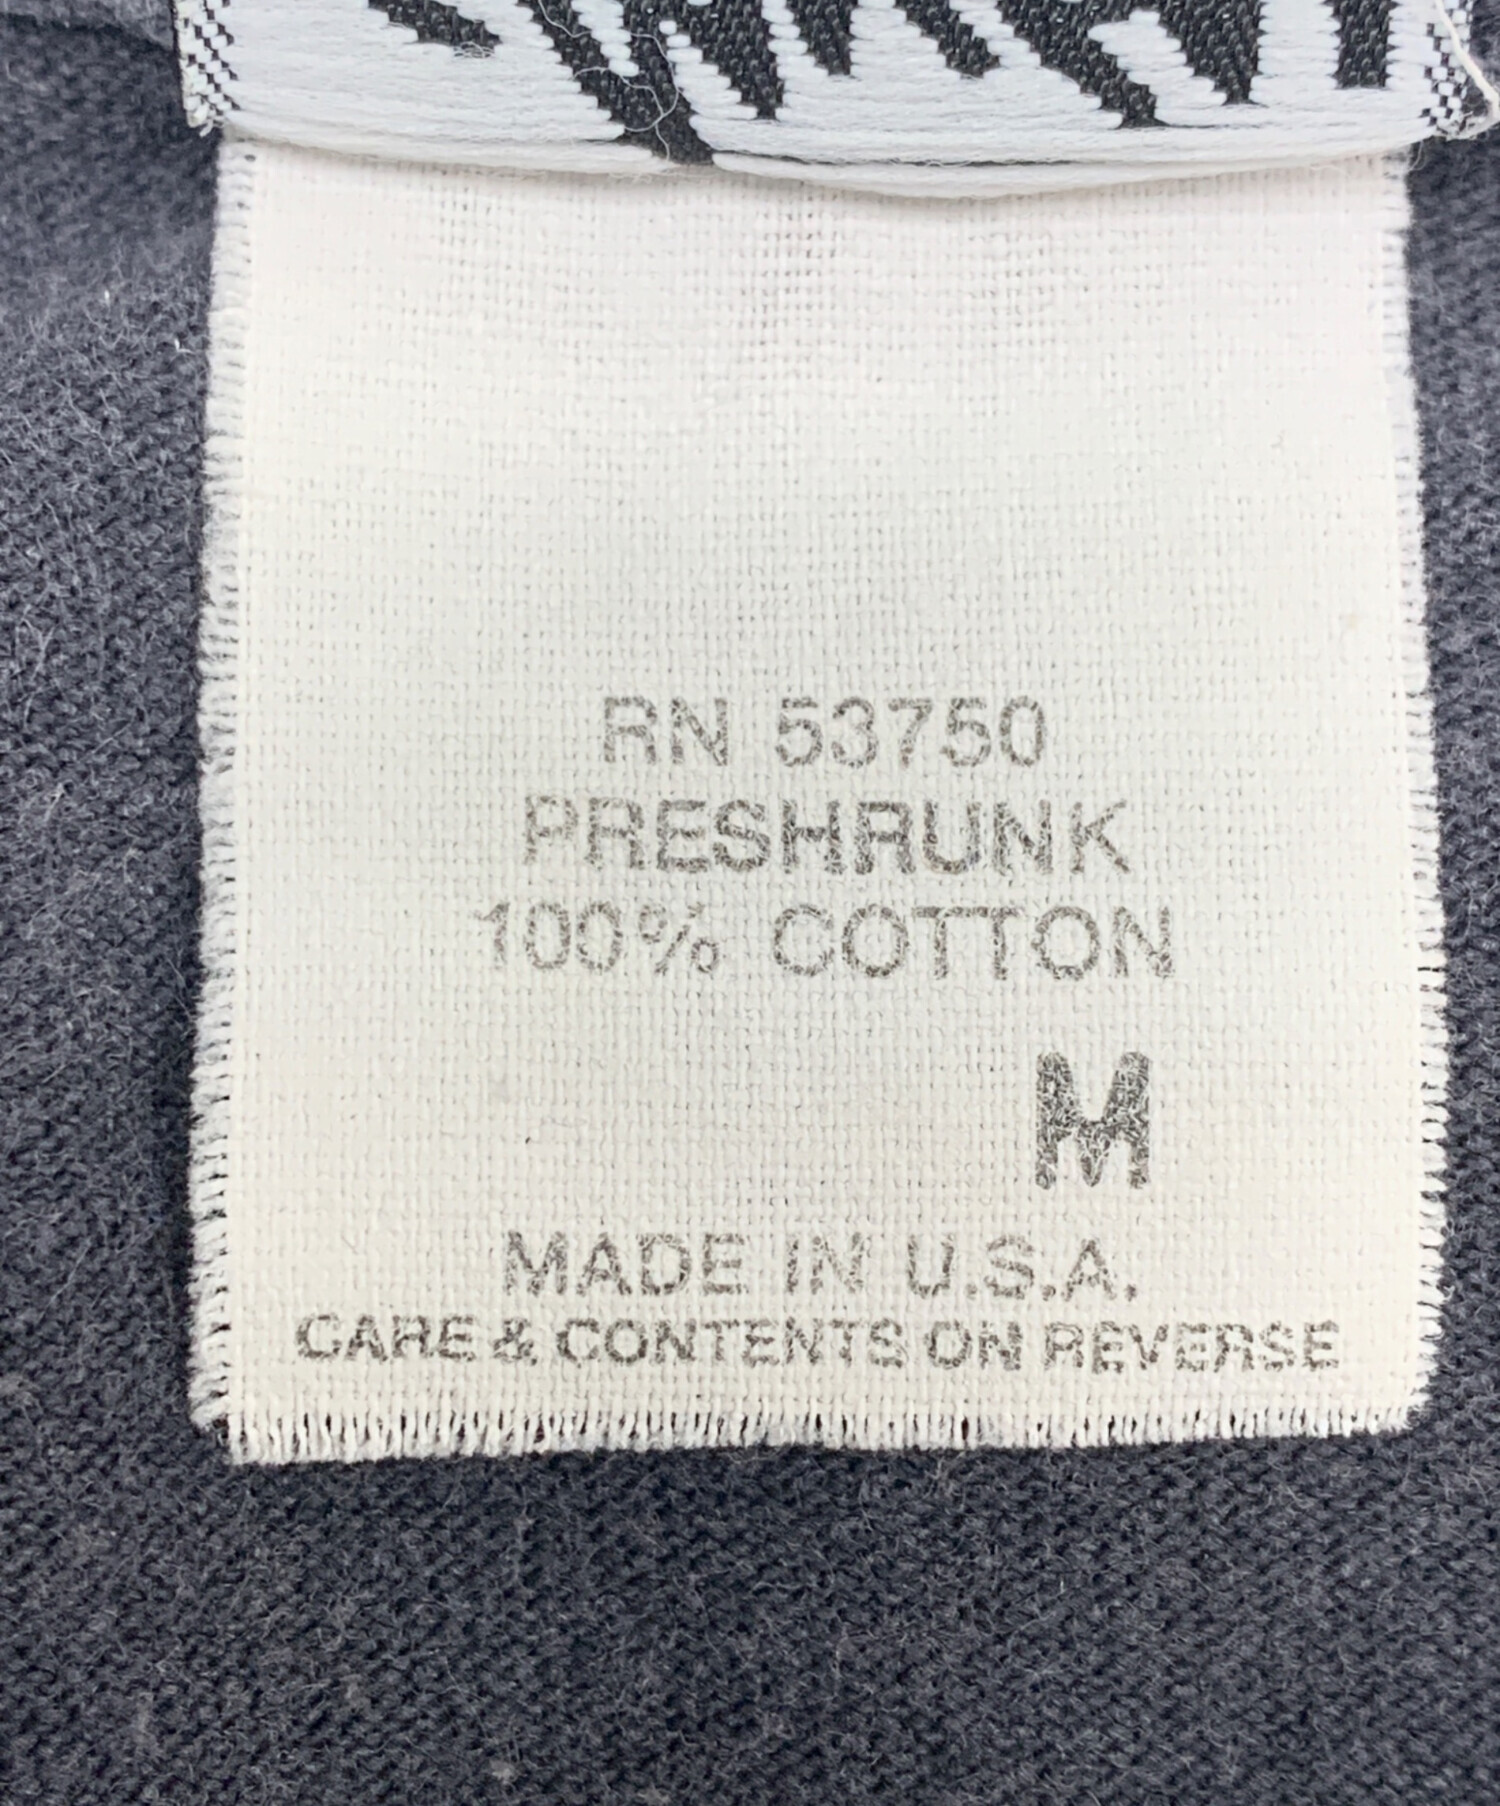 RN 53750
PRESHRUNK
100% COTTON
M
MADE IN U.S.A.
CARE & CONTENTS ON REVERSE